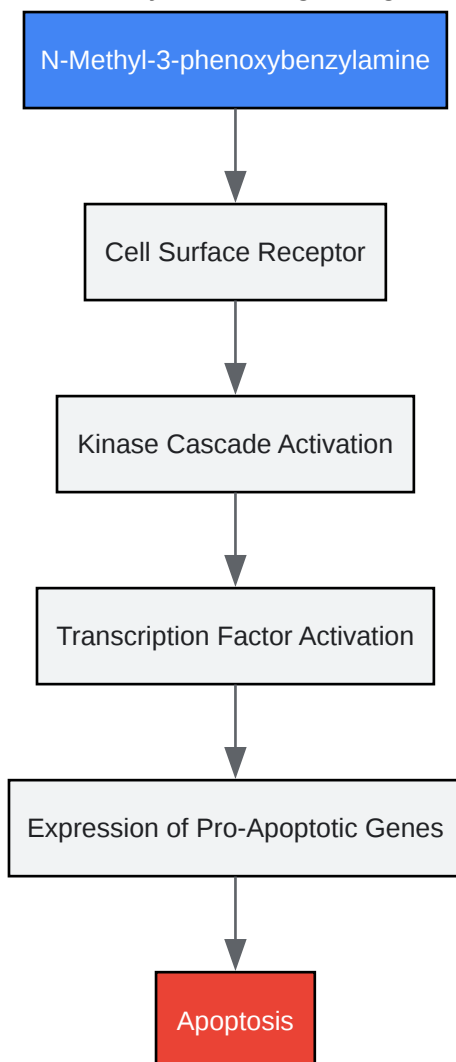 N-Methyl-3-phenoxybenzylamine
Cell Surface Receptor
Kinase Cascade Activation
Transcription Factor Activation
Expression of Pro-Apoptotic Genes
Apoptosis